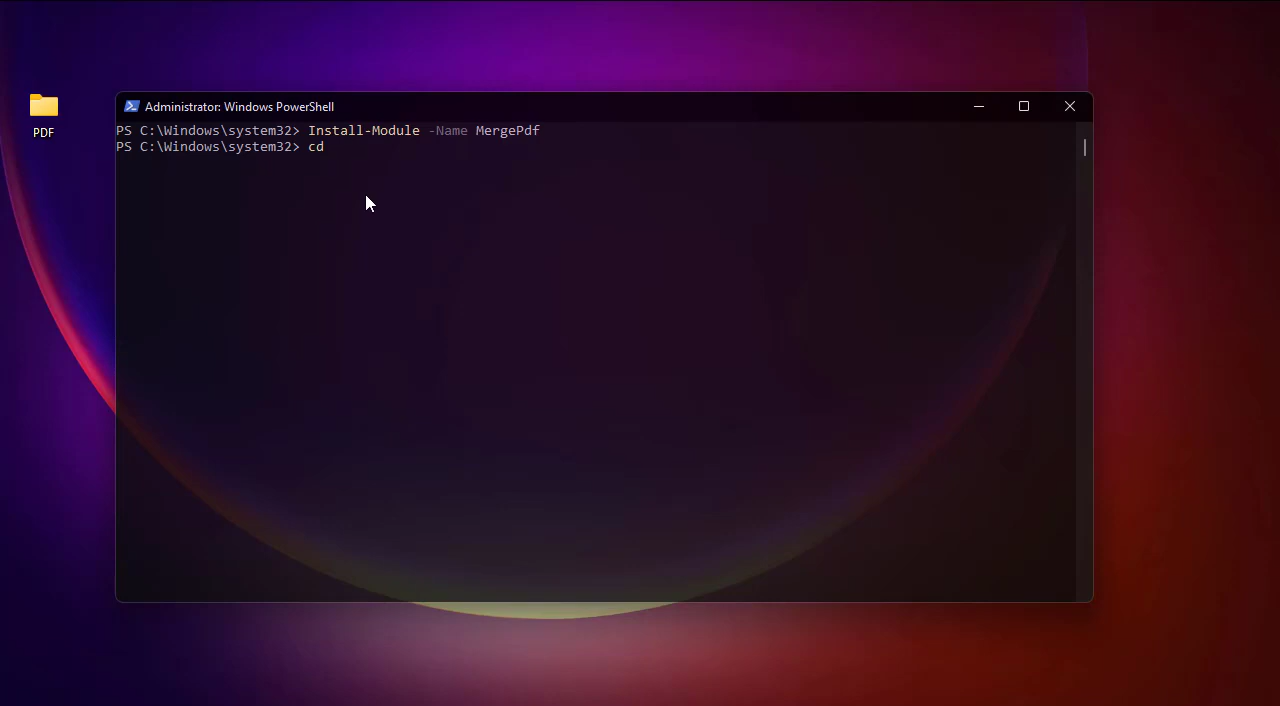 PDF
Administrator: Windows PowerShell
PS C:\Windows\system32> Install-Module -Name MergePdf
PS C:\Windows\system32> cd